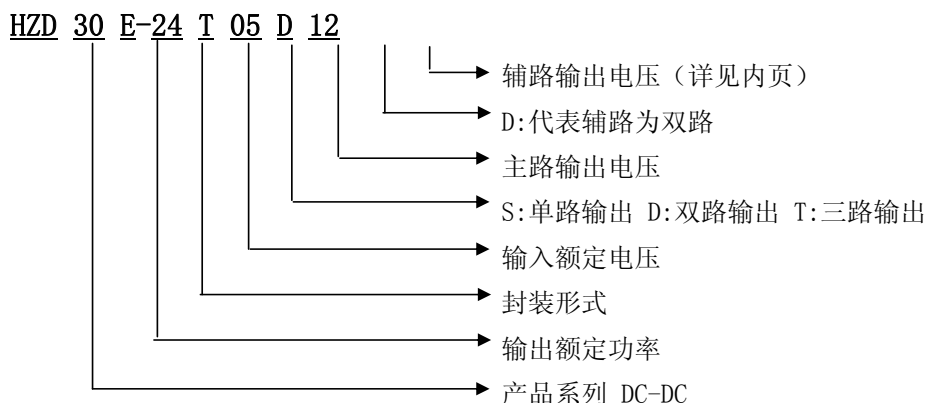 HZD 30 E-24 T 05 D 12
辅路输出电压（详见内页）
D:代表辅路为双路
主路输出电压
S:单路输出 D:双路输出 T:三路输出
输入额定电压
封装形式
输出额定功率
产品系列 DC-DC